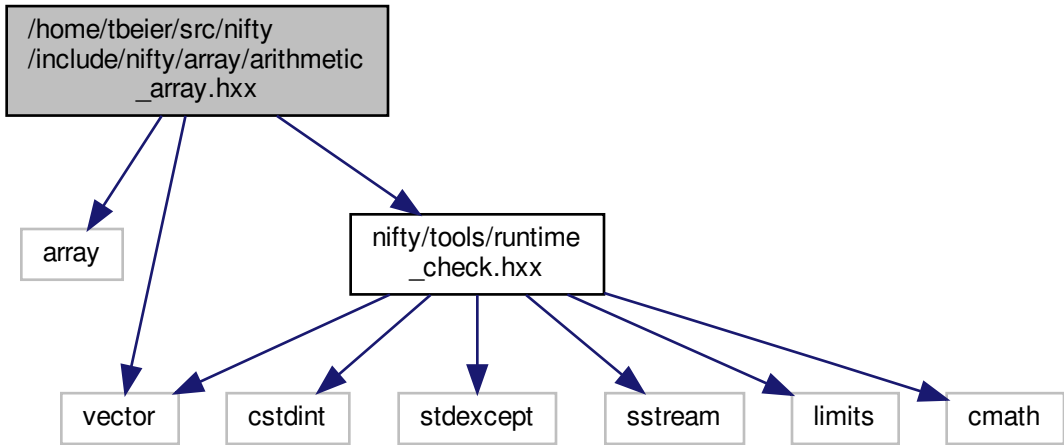 /home/tbeier/src/nifty
/include/nifty/array/arithmetic
_array.hxx
array
nifty/tools/runtime
_check.hxx
vector
cstdint
stdexcept
sstream
limits
cmath